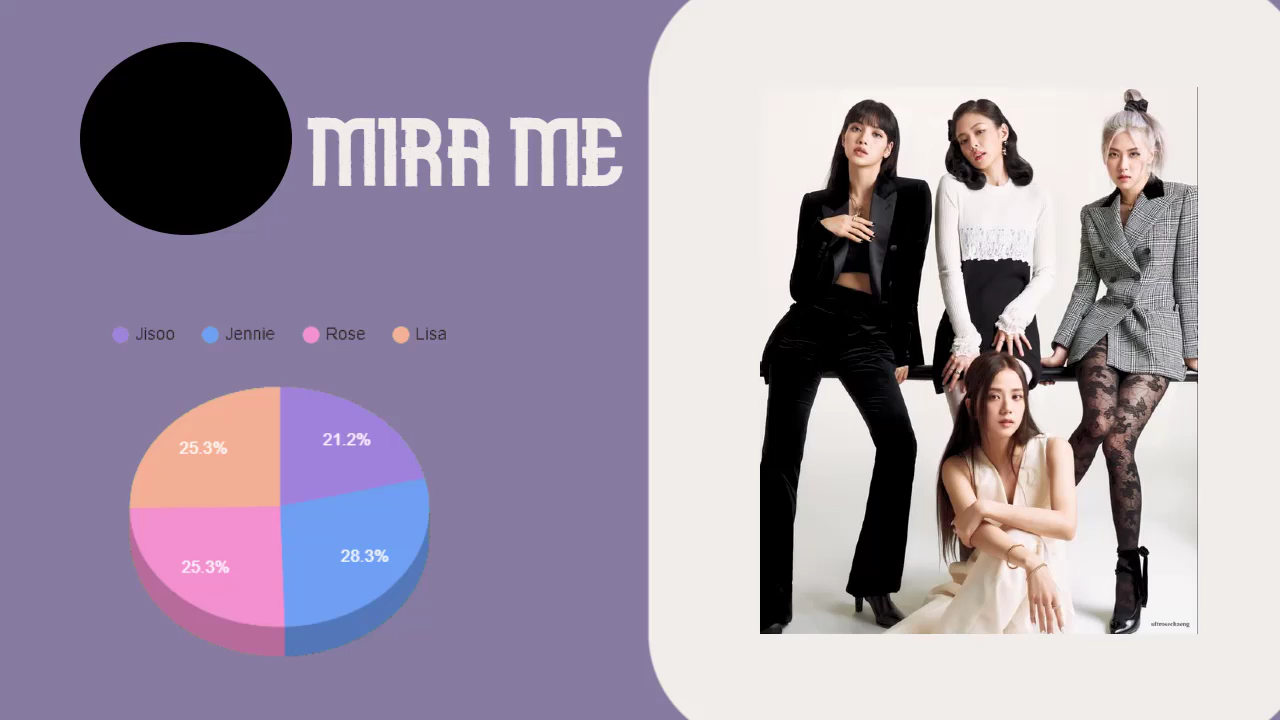 MIRA ME
Jisoo Jennie Rose Lisa
25.3% 21.2%
25.3% 28.3%